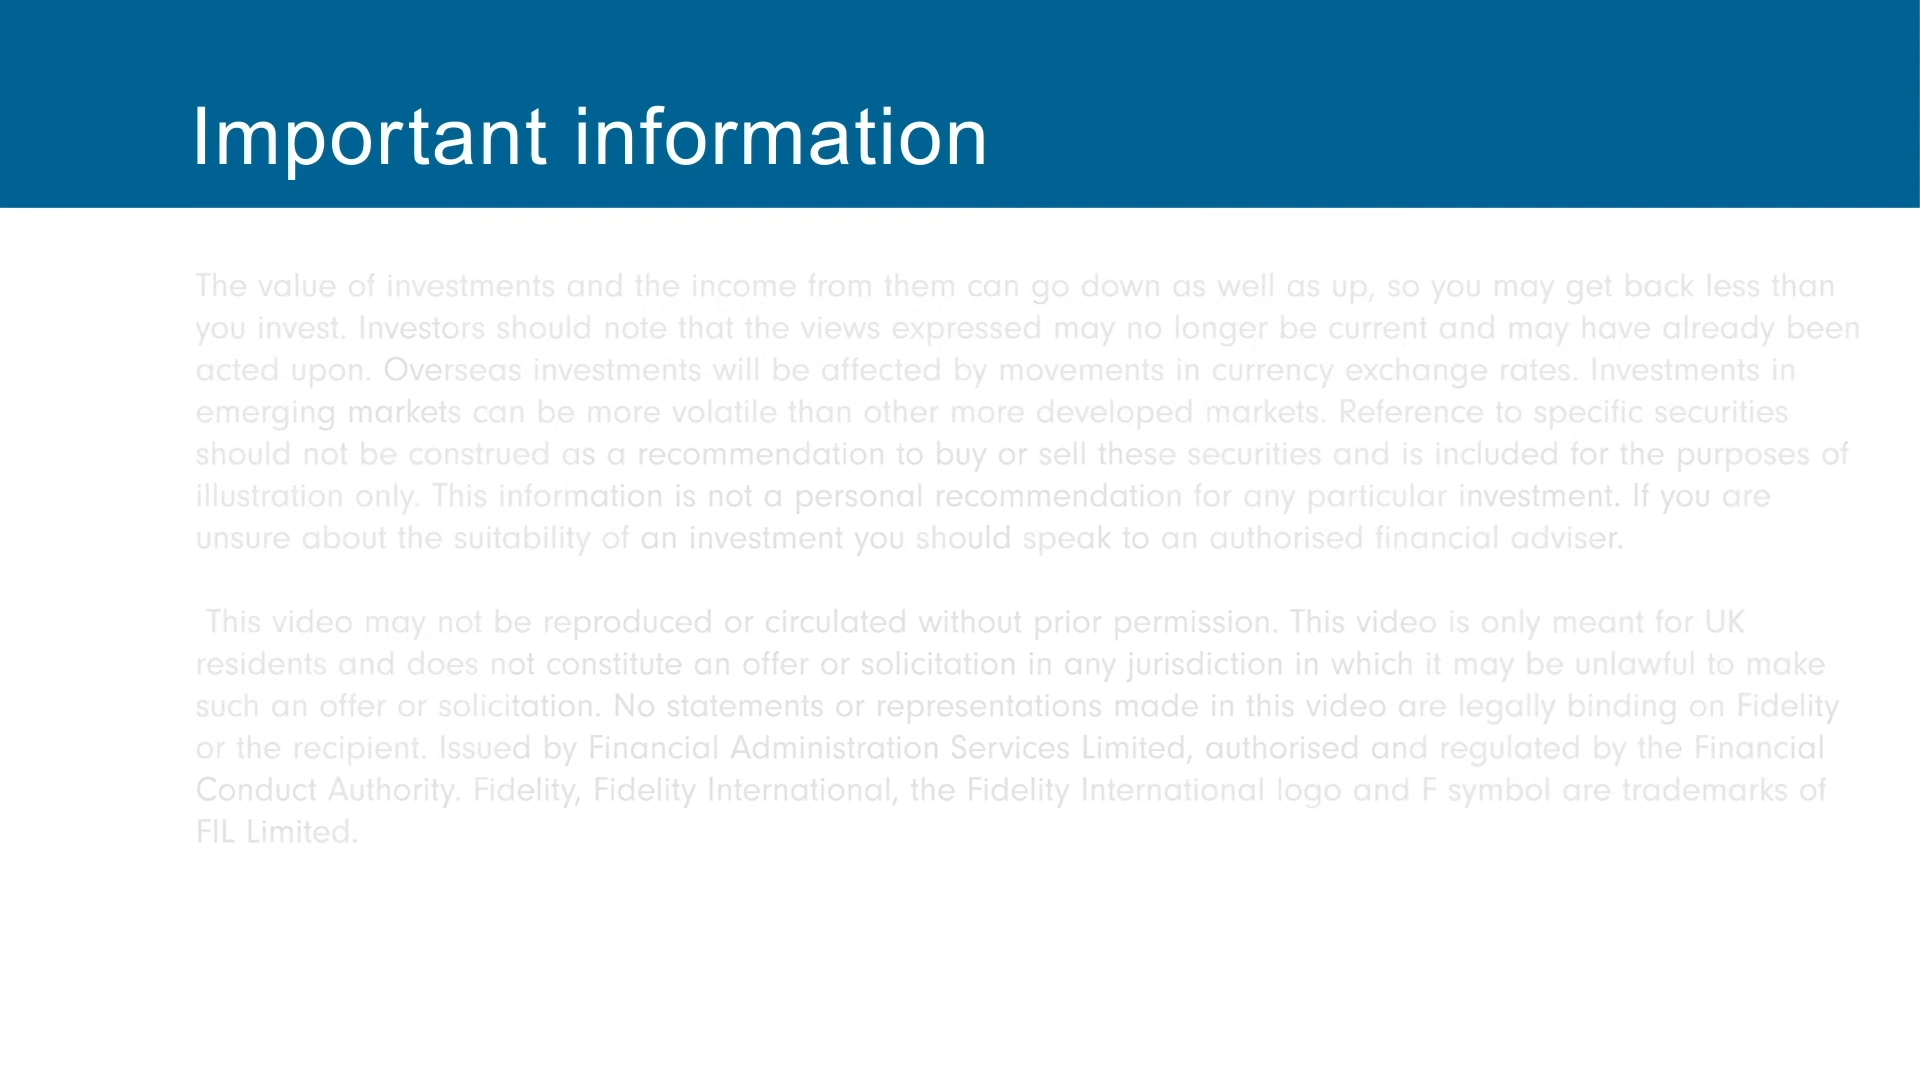 Important information
The value of investments and the income from them can go down as well as up, so you may get back less than
you invest. Investors should note that the views expressed may no longer be current and may have already been
acted upon. Overseas investments will be affected by movements in currency exchange rates. Investments in
emerging markets can be more volatile than other more developed markets. Reference to specific securities
should not be construed as a recommendation to buy or sell these securities and is included for the purposes of
illustration only. This information is not a personal recommendation for any particular investment. If you are
unsure about the suitability of an investment you should speak to an authorised financial adviser.
This video may not be reproduced or circulated without prior permission. This video is only meant for UK
residents and does not constitute an offer or solicitation in any jurisdiction in which it may be unlawful to make
such an offer or solicitation. No statements or representations made in this video are legally binding on Fidelity
or the recipient. Issued by Financial Administration Services Limited, authorised and regulated by the Financial
Conduct Authority. Fidelity, Fidelity International, the Fidelity International logo and F symbol are trademarks of
FIL Limited.